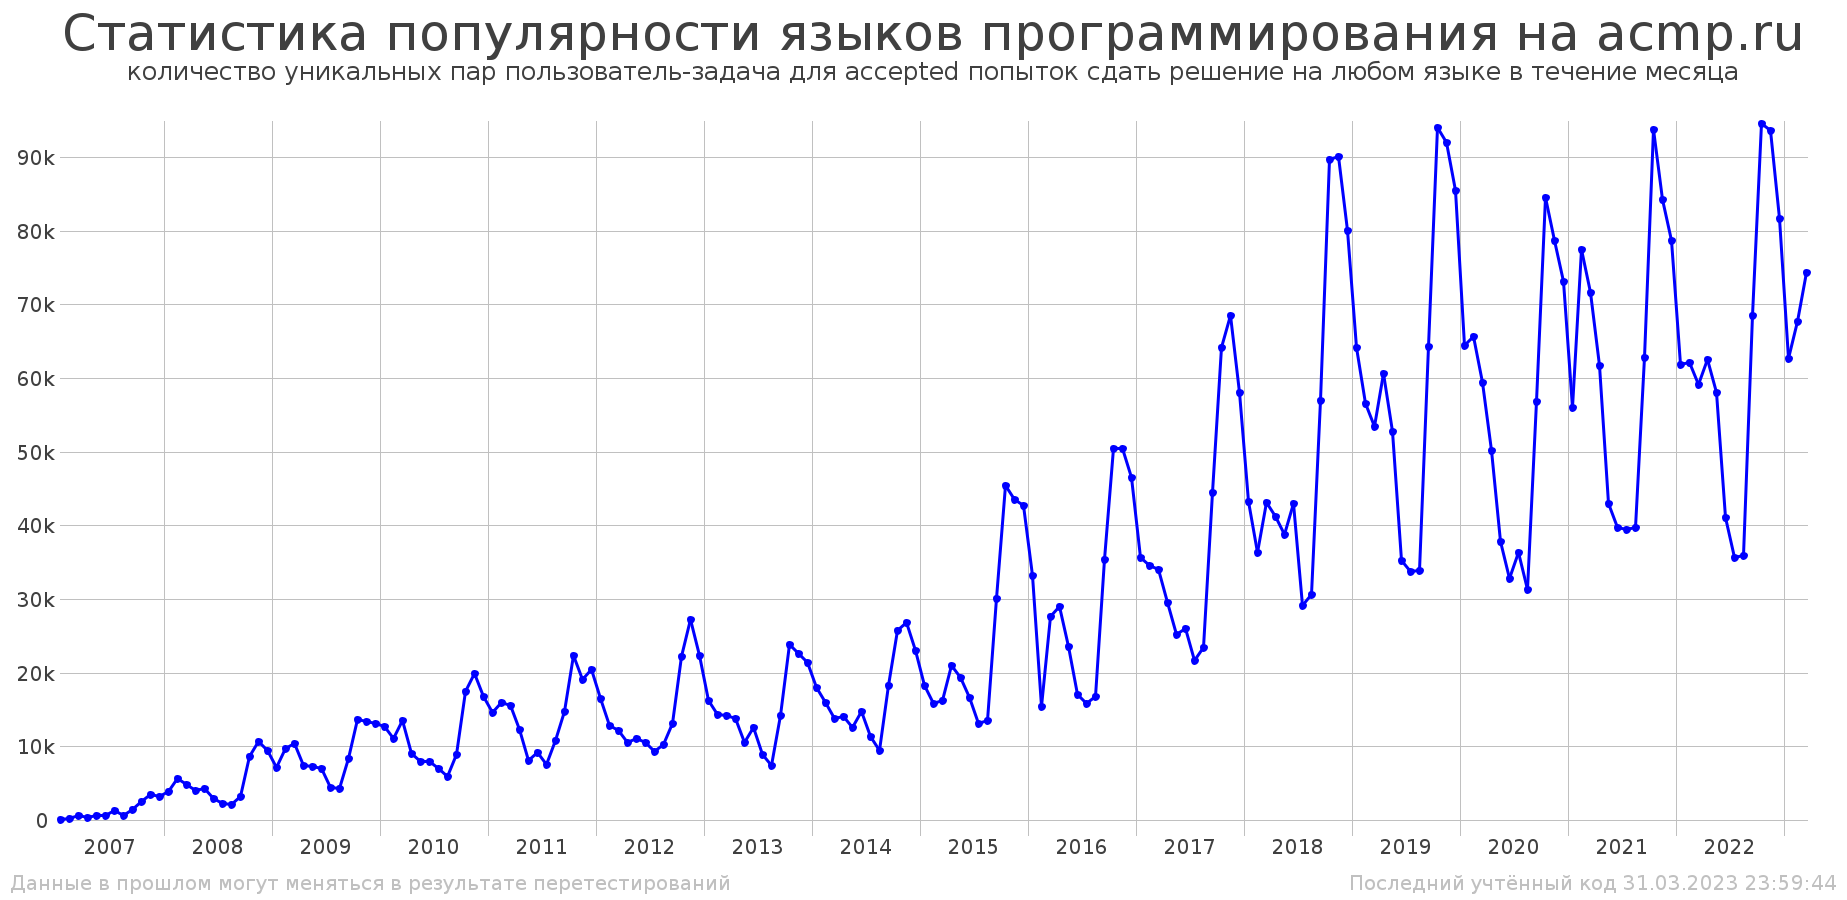 Статистика популярности языков программирования на acmp.ru
количество уникальных пар пользователь-задача для accepted попыток сдать решение на любом языке в течение месяца
90k
80k
70k
60k
50k
40k
30k
20k
10k
0
2007 2008 2009 2010 2011 2012 2013 2014 2015 2016 2017 2018 2019 2020 2021 2022
Данные в прошлом могут меняться в результате перетестирований
Последний учтённый код 31.03.2023 23:59:44